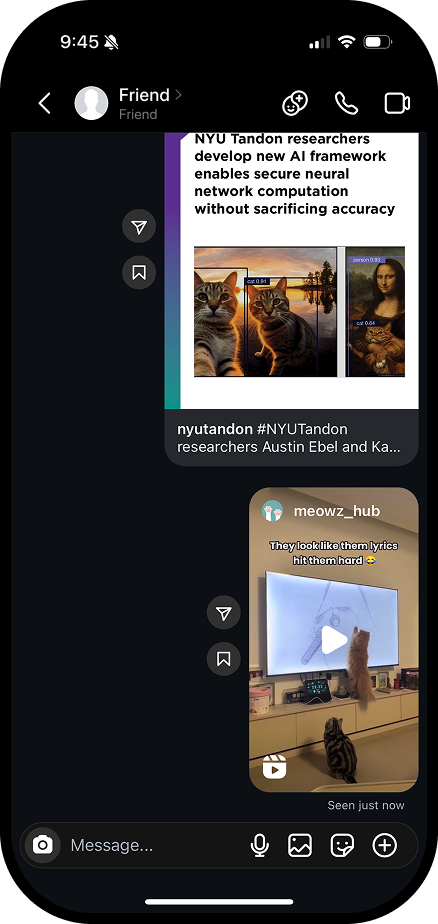 9:45
Friend
Friend
NYU Tandon researchers
develop new AI framework
enables secure neural
network computation
without sacrificing accuracy
cat 0.91
person 0.93
cat 0.64
nyutandon #NYUTandon
researchers Austin Ebel and Ka...
meowz_hub
They look like them lyrics
hit them hard 😂
Seen just now
Message...